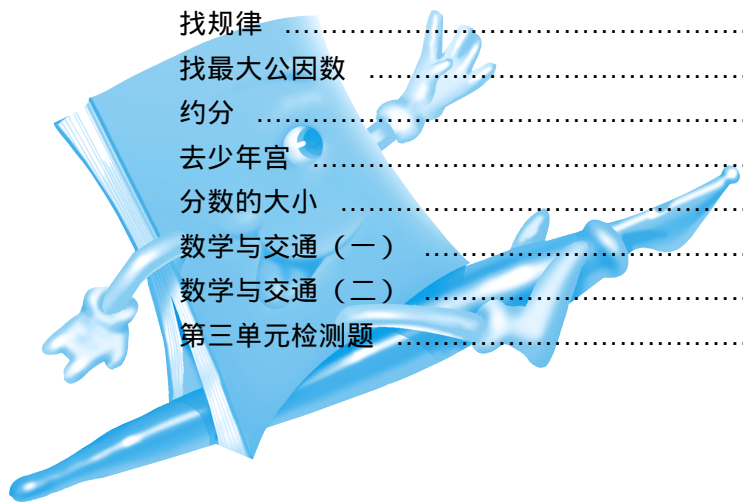 找规律 ……………………………………
找最大公因数 ……………………………………
约分 ……………………………………
去少年宫 ……………………………………
分数的大小 ……………………………………
数学与交通（一） ……………………………………
数学与交通（二） ……………………………………
第三单元检测题 ……………………………………